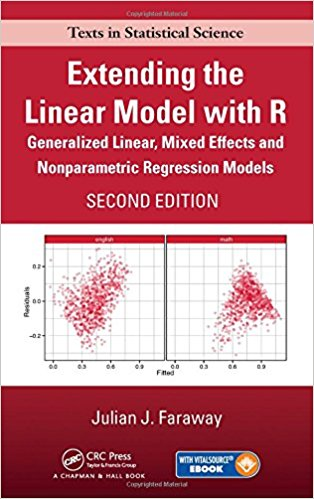 Texts in Statistical Science
Extending the
Linear Model with R
Generalized Linear, Mixed Effects and
Nonparametric Regression Models
SECOND EDITION
english math
Residuals
0.2
0.0
−0.2
0.0 0.3 0.6 0.9 0.0 0.3 0.6 0.9
Fitted
Julian J. Faraway
CRC Press
Taylor & Francis Group
A CHAPMAN & HALL BOOK
WITH VITALSOURCE®
EBOOK